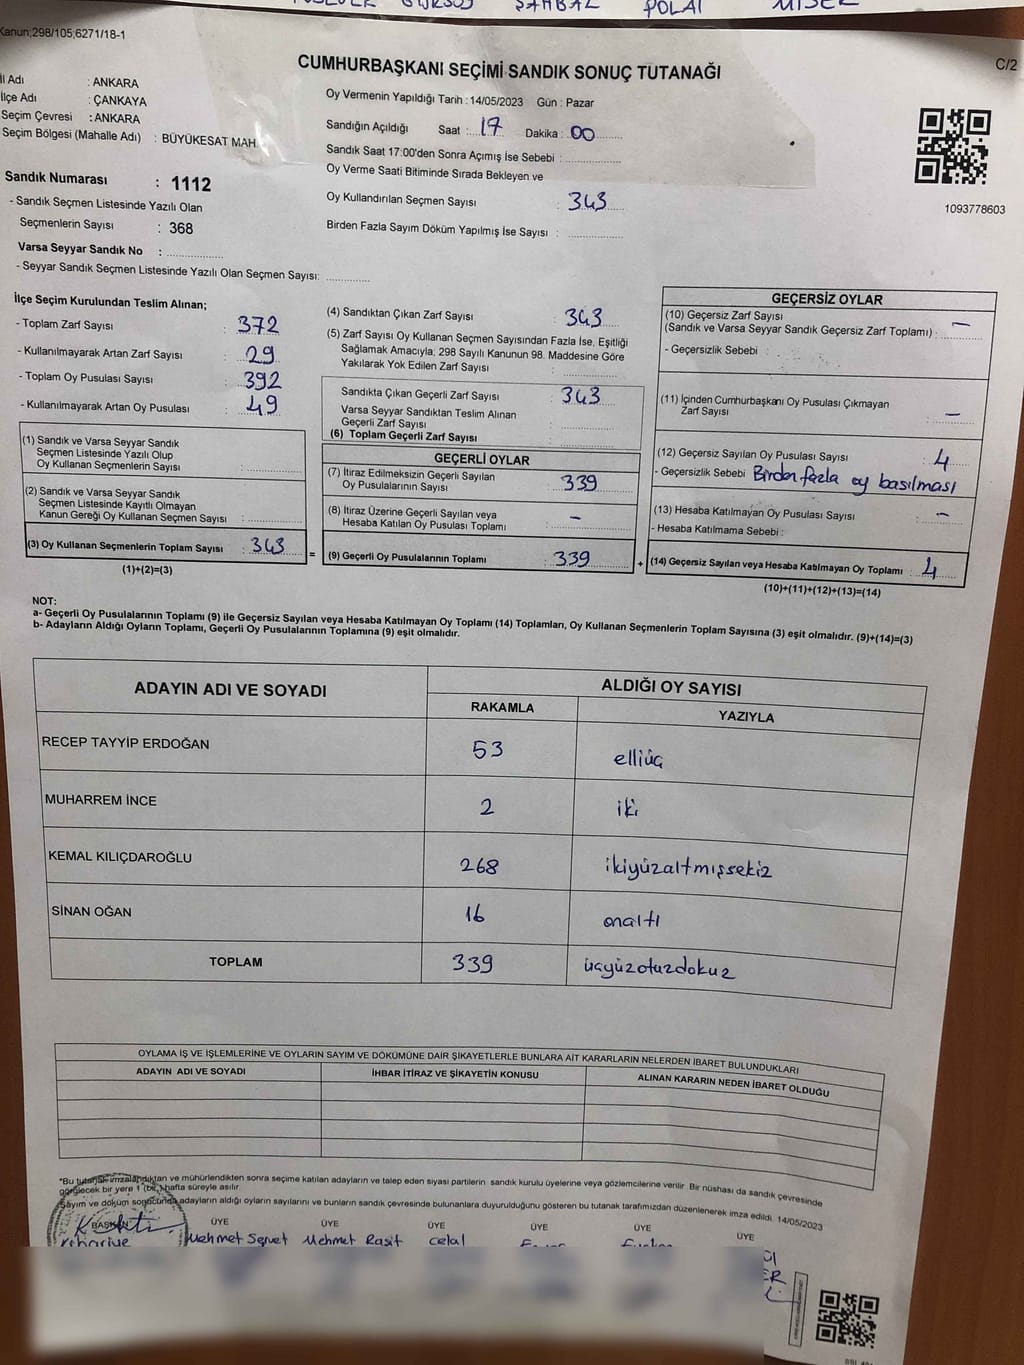 POLAT
Kanun;298/105;6271/18-1
C/2
CUMHURBAŞKANI SEÇİMİ SANDIK SONUÇ TUTANAĞI
İl Adı : ANKARA
İlçe Adı : ÇANKAYA
Seçim Çevresi : ANKARA
Seçim Bölgesi (Mahalle Adı) : BÜYÜKESAT MAH.
Oy Vermenin Yapıldığı Tarih : 14/05/2023 Gün : Pazar
Sandığın Açıldığı Saat : 17 Dakika : 00
Sandık Saat 17:00'den Sonra Açımış İse Sebebi :
Oy Verme Saati Bitiminde Sırada Bekleyen ve
Oy Kullandırılan Seçmen Sayısı : 343
Birden Fazla Sayım Döküm Yapılmış İse Sayısı :
1093778603
Sandık Numarası : 1112
- Sandık Seçmen Listesinde Yazılı Olan
Seçmenlerin Sayısı : 368
Varsa Seyyar Sandık No :
- Seyyar Sandık Seçmen Listesinde Yazılı Olan Seçmen Sayısı:
İlçe Seçim Kurulundan Teslim Alınan;
- Toplam Zarf Sayısı : 372
- Kullanılmayarak Artan Zarf Sayısı : 29
- Toplam Oy Pusulası Sayısı : 392
- Kullanılmayarak Artan Oy Pusulası : 49
(1) Sandık ve Varsa Seyyar Sandık
Seçmen Listesinde Yazılı Olup
Oy Kullanan Seçmenlerin Sayısı :
(2) Sandık ve Varsa Seyyar Sandık
Seçmen Listesinde Kayıtlı Olmayan
Kanun Gereği Oy Kullanan Seçmen Sayısı :
(3) Oy Kullanan Seçmenlerin Toplam Sayısı : 343
(1)+(2)=(3)
=
(4) Sandıktan Çıkan Zarf Sayısı : 343
(5) Zarf Sayısı Oy Kullanan Seçmen Sayısından Fazla İse, Eşitliği
Sağlamak Amacıyla, 298 Sayılı Kanunun 98. Maddesine Göre
Yakılarak Yok Edilen Zarf Sayısı :
Sandıkta Çıkan Geçerli Zarf Sayısı : 343
Varsa Seyyar Sandıktan Teslim Alınan
Geçerli Zarf Sayısı :
(6) Toplam Geçerli Zarf Sayısı :
GEÇERLİ OYLAR
(7) İtiraz Edilmeksizin Geçerli Sayılan
Oy Pusulalarının Sayısı : 339
(8) İtiraz Üzerine Geçerli Sayılan veya
Hesaba Katılan Oy Pusulası Toplamı : -
(9) Geçerli Oy Pusulalarının Toplamı : 339
+
GEÇERSİZ OYLAR
(10) Geçersiz Zarf Sayısı
(Sandık ve Varsa Seyyar Sandık Geçersiz Zarf Toplamı) : -
- Geçersizlik Sebebi :
(11) İçinden Cumhurbaşkanı Oy Pusulası Çıkmayan
Zarf Sayısı : -
(12) Geçersiz Sayılan Oy Pusulası Sayısı : 4
- Geçersizlik Sebebi Birden fazla oy basılması
(13) Hesaba Katılmayan Oy Pusulası Sayısı : -
- Hesaba Katılmama Sebebi :
(14) Geçersiz Sayılan veya Hesaba Katılmayan Oy Toplamı : 4
(10)+(11)+(12)+(13)=(14)
NOT:
a- Geçerli Oy Pusulalarının Toplamı (9) ile Geçersiz Sayılan veya Hesaba Katılmayan Oy Toplamı (14) Toplamları, Oy Kullanan Seçmenlerin Toplam Sayısına (3) eşit olmalıdır. (9)+(14)=(3)
b- Adayların Aldığı Oyların Toplamı, Geçerli Oy Pusulalarının Toplamına (9) eşit olmalıdır.
ADAYIN ADI VE SOYADI ALDIĞI OY SAYISI
RAKAMLA YAZIYLA
RECEP TAYYİP ERDOĞAN 53 elliüç
MUHARREM İNCE 2 iki
KEMAL KILIÇDAROĞLU 268 ikiyüzaltmışsekiz
SİNAN OĞAN 16 onaltı
TOPLAM 339 üçyüzotuzdokuz
OYLAMA İŞ VE İŞLEMLERİNE VE OYLARIN SAYIM VE DÖKÜMÜNE DAİR ŞİKAYETLERLE BUNLARA AİT KARARLARIN NELERDEN İBARET BULUNDUKLARI
ADAYIN ADI VE SOYADI İHBAR İTİRAZ VE ŞİKAYETİN KONUSU ALINAN KARARIN NEDEN İBARET OLDUĞU
*Bu tutanak imzalandıktan ve mühürlendikten sonra seçime katılan adayların ve talep eden siyasi partilerin sandık kurulu üyelerine veya gözlemcilerine verilir. Bir nüshası da sandık çevresinde
görülecek bir yere 1 (bir) hafta süreyle asılır.
Sayım ve döküm sonucunda adayların aldığı oyların sayılarını ve bunların sandık çevresinde bulunanlara duyurulduğunu gösteren bu tutanak tarafımızdan düzenlenerek imza edildi. 14/05/2023
BAŞKAN ÜYE ÜYE ÜYE ÜYE ÜYE ÜYE
Mehmet Servet Mehmet Raşit Celal